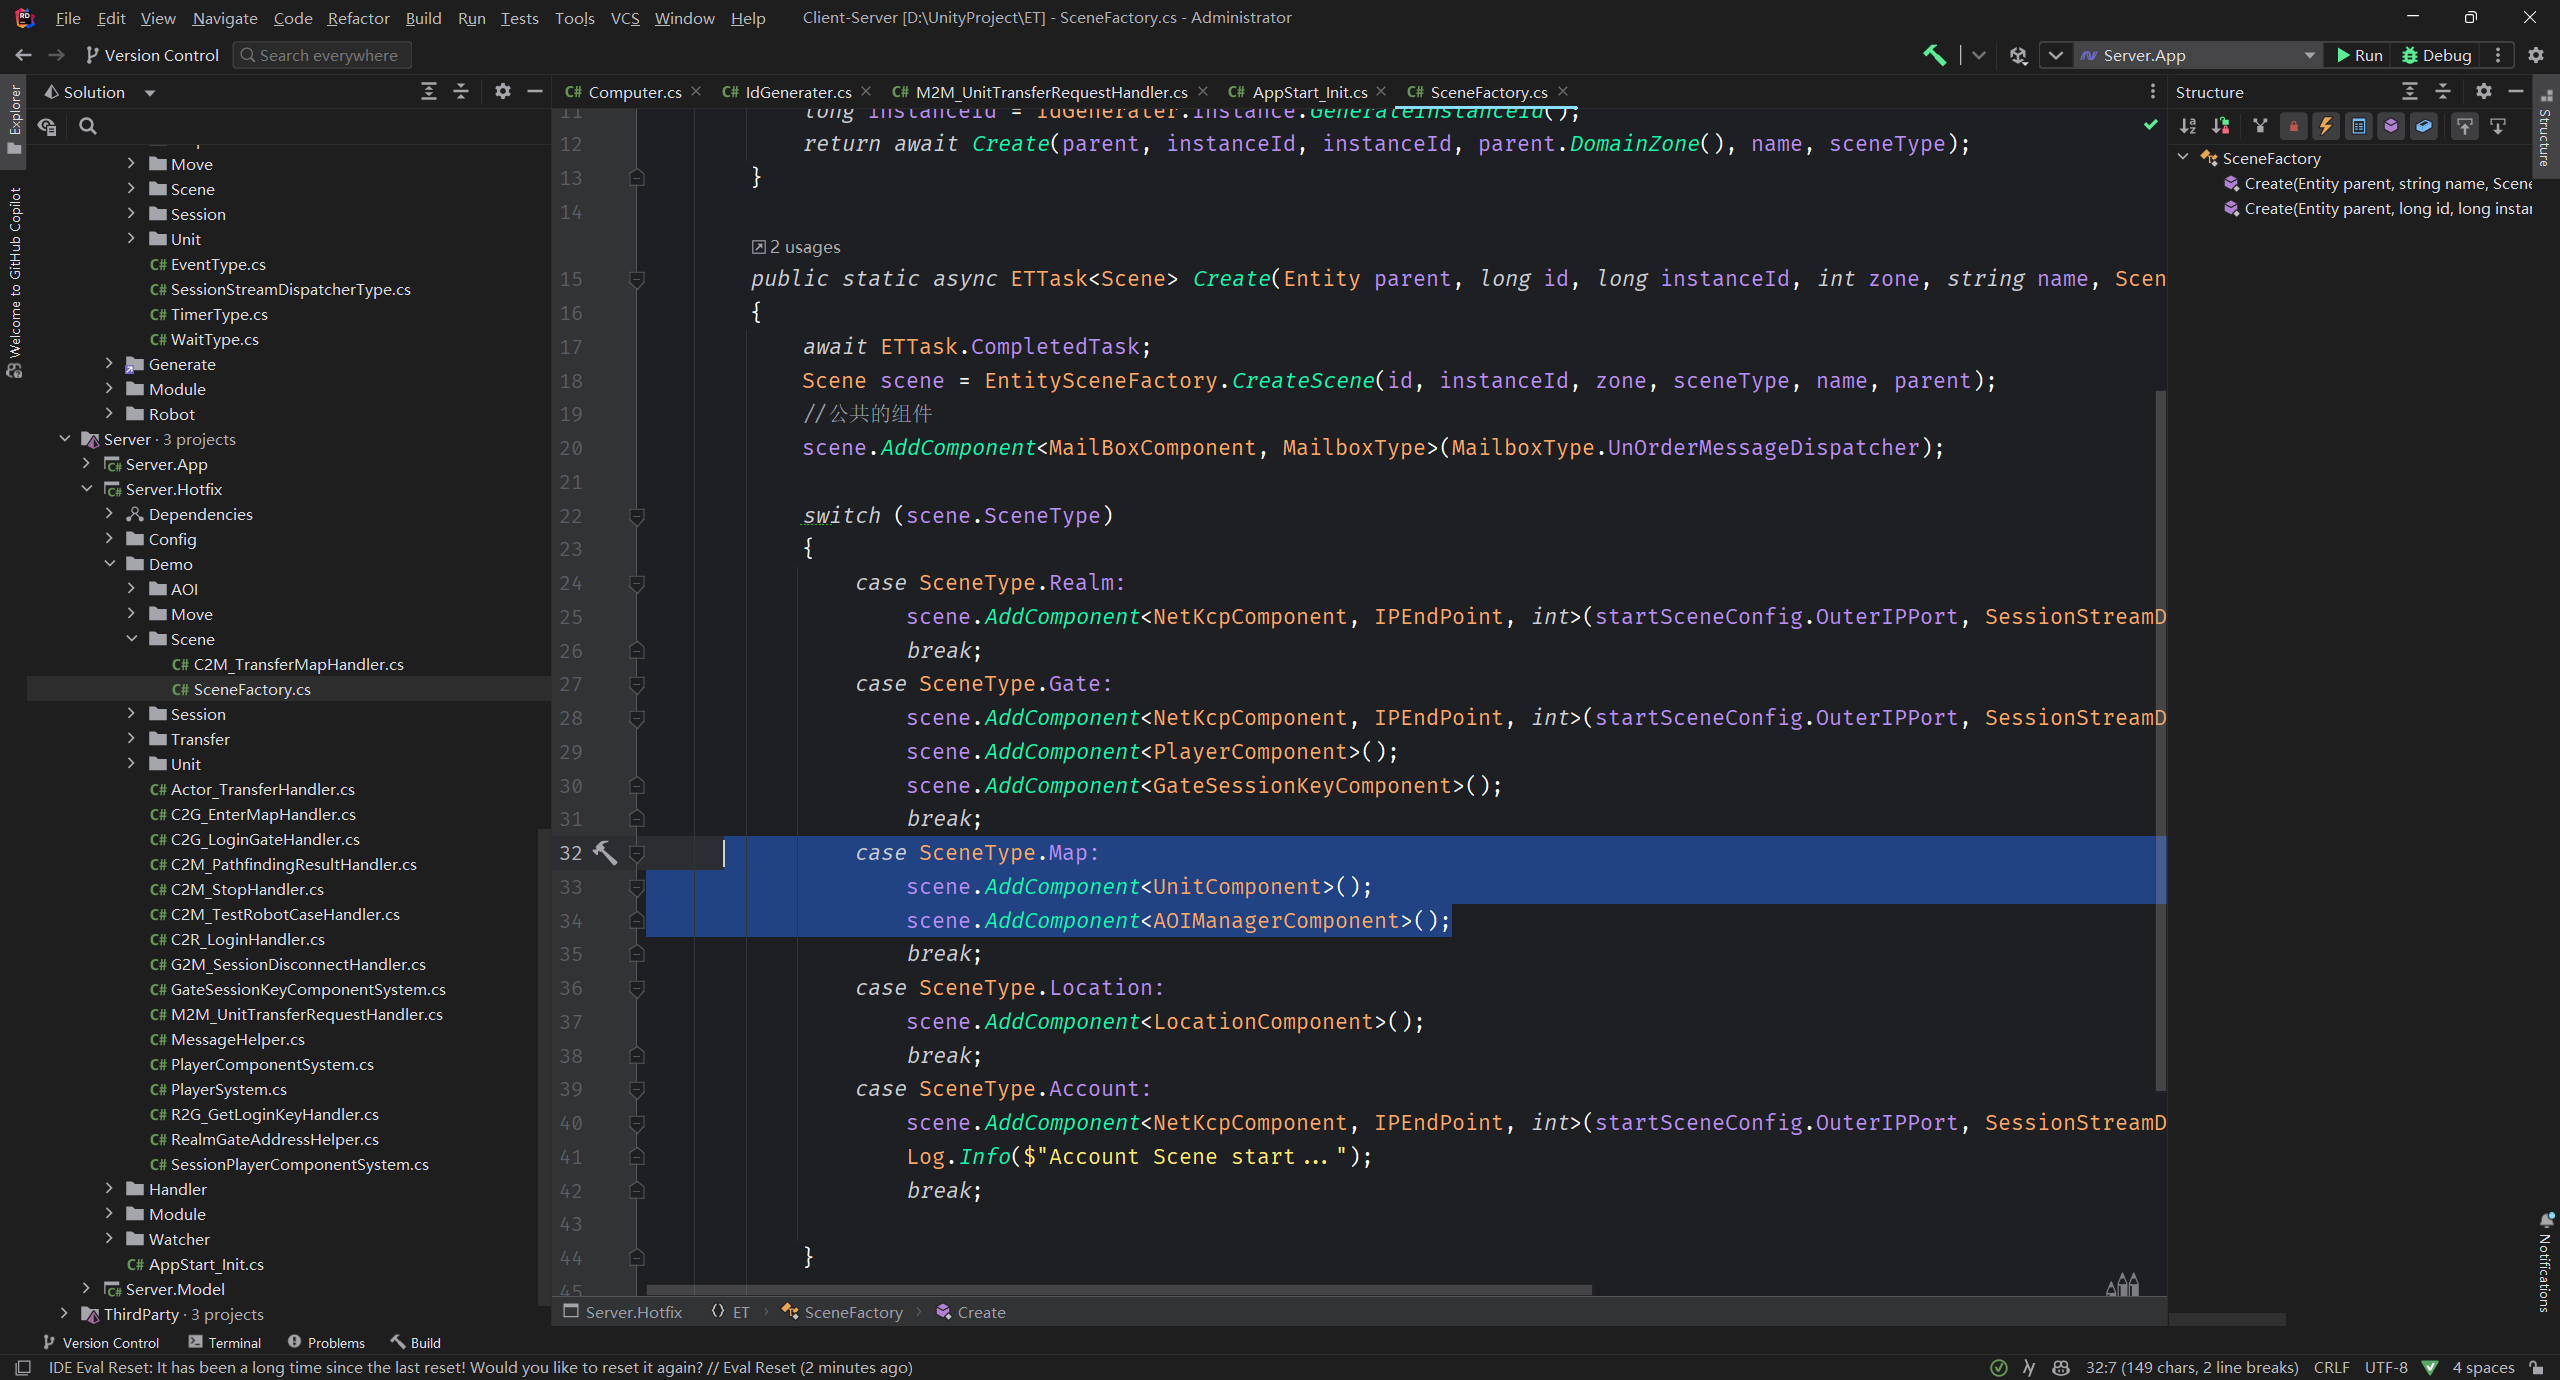 File Edit View Navigate Code Refactor Build Run Tests Tools VCS Window Help Client-Server [D:\UnityProject\ET] - SceneFactory.cs - Administrator
Version Control Search everywhere Server.App Run Debug
Explorer
Welcome to GitHub Copilot
Solution
Move
Scene
Session
Unit
C# EventType.cs
C# SessionStreamDispatcherType.cs
C# TimerType.cs
C# WaitType.cs
Generate
Module
Robot
Server · 3 projects
Server.App
Server.Hotfix
Dependencies
Config
Demo
AOI
Move
Scene
C# C2M_TransferMapHandler.cs
C# SceneFactory.cs
Session
Transfer
Unit
C# Actor_TransferHandler.cs
C# C2G_EnterMapHandler.cs
C# C2G_LoginGateHandler.cs
C# C2M_PathfindingResultHandler.cs
C# C2M_StopHandler.cs
C# C2M_TestRobotCaseHandler.cs
C# C2R_LoginHandler.cs
C# G2M_SessionDisconnectHandler.cs
C# GateSessionKeyComponentSystem.cs
C# M2M_UnitTransferRequestHandler.cs
C# MessageHelper.cs
C# PlayerComponentSystem.cs
C# PlayerSystem.cs
C# R2G_GetLoginKeyHandler.cs
C# RealmGateAddressHelper.cs
C# SessionPlayerComponentSystem.cs
Handler
Module
Watcher
C# AppStart_Init.cs
Server.Model
ThirdParty · 3 projects
C# Computer.cs C# IdGenerater.cs C# M2M_UnitTransferRequestHandler.cs C# AppStart_Init.cs C# SceneFactory.cs
11 long instanceId = IdGenerater.Instance.GenerateInstanceId();
12 return await Create(parent, instanceId, instanceId, parent.DomainZone(), name, sceneType);
13 }
14
2 usages
15 public static async ETTask<Scene> Create(Entity parent, long id, long instanceId, int zone, string name, Scen
16 {
17 await ETTask.CompletedTask;
18 Scene scene = EntitySceneFactory.CreateScene(id, instanceId, zone, sceneType, name, parent);
19 //公共的组件
20 scene.AddComponent<MailBoxComponent, MailboxType>(MailboxType.UnOrderMessageDispatcher);
21
22 switch (scene.SceneType)
23 {
24 case SceneType.Realm:
25 scene.AddComponent<NetKcpComponent, IPEndPoint, int>(startSceneConfig.OuterIPPort, SessionStreamD
26 break;
27 case SceneType.Gate:
28 scene.AddComponent<NetKcpComponent, IPEndPoint, int>(startSceneConfig.OuterIPPort, SessionStreamD
29 scene.AddComponent<PlayerComponent>();
30 scene.AddComponent<GateSessionKeyComponent>();
31 break;
32 case SceneType.Map:
33 scene.AddComponent<UnitComponent>();
34 scene.AddComponent<AOIManagerComponent>();
35 break;
36 case SceneType.Location:
37 scene.AddComponent<LocationComponent>();
38 break;
39 case SceneType.Account:
40 scene.AddComponent<NetKcpComponent, IPEndPoint, int>(startSceneConfig.OuterIPPort, SessionStreamD
41 Log.Info($"Account Scene start...");
42 break;
43
44 }
45
Server.Hotfix ET SceneFactory Create
Structure
SceneFactory
Create(Entity parent, string name, Scene
Create(Entity parent, long id, long instan
Structure
Notifications
Version Control Terminal Problems Build
IDE Eval Reset: It has been a long time since the last reset! Would you like to reset it again? // Eval Reset (2 minutes ago) 32:7 (149 chars, 2 line breaks) CRLF UTF-8 4 spaces